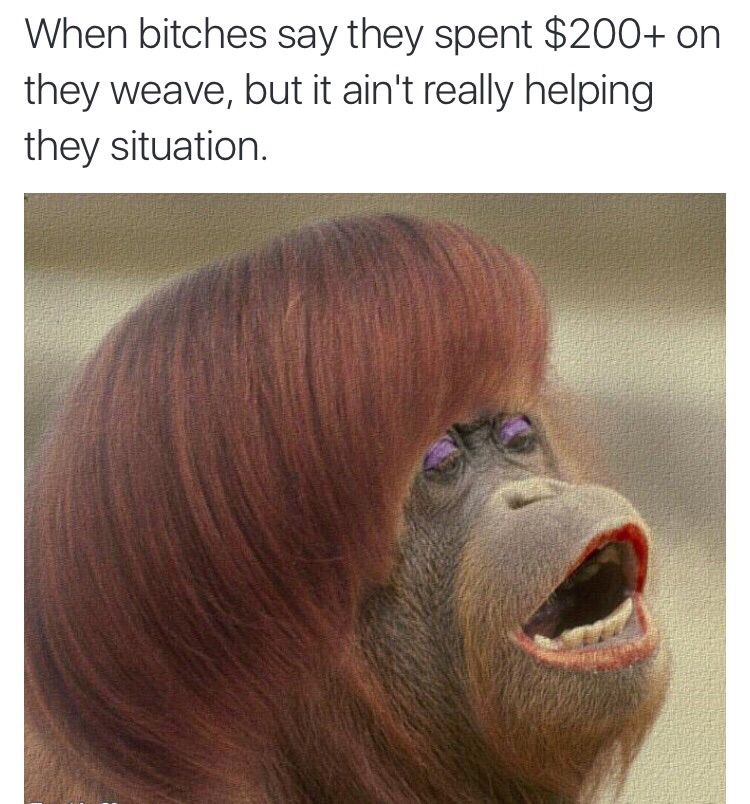 When bitches say they spent $200+ on
they weave, but it ain't really helping
they situation.